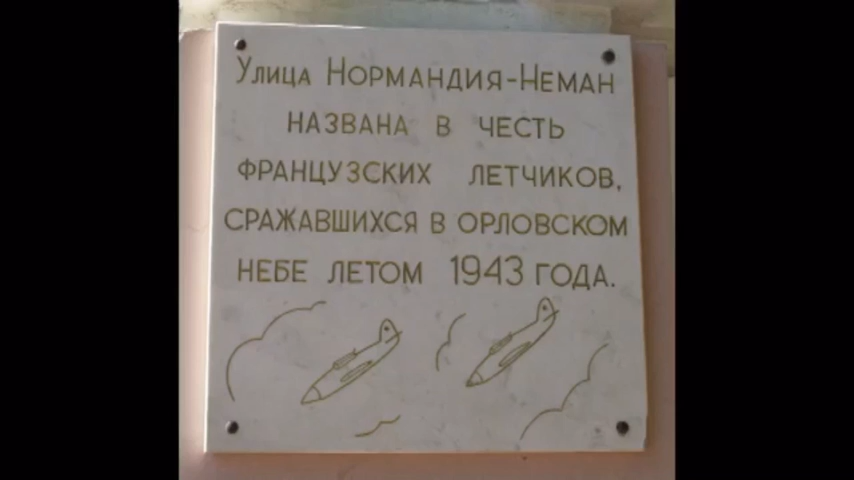 Улица Нормандия-Неман
названа в честь
французских летчиков,
сражавшихся в орловском
небе летом 1943 года.